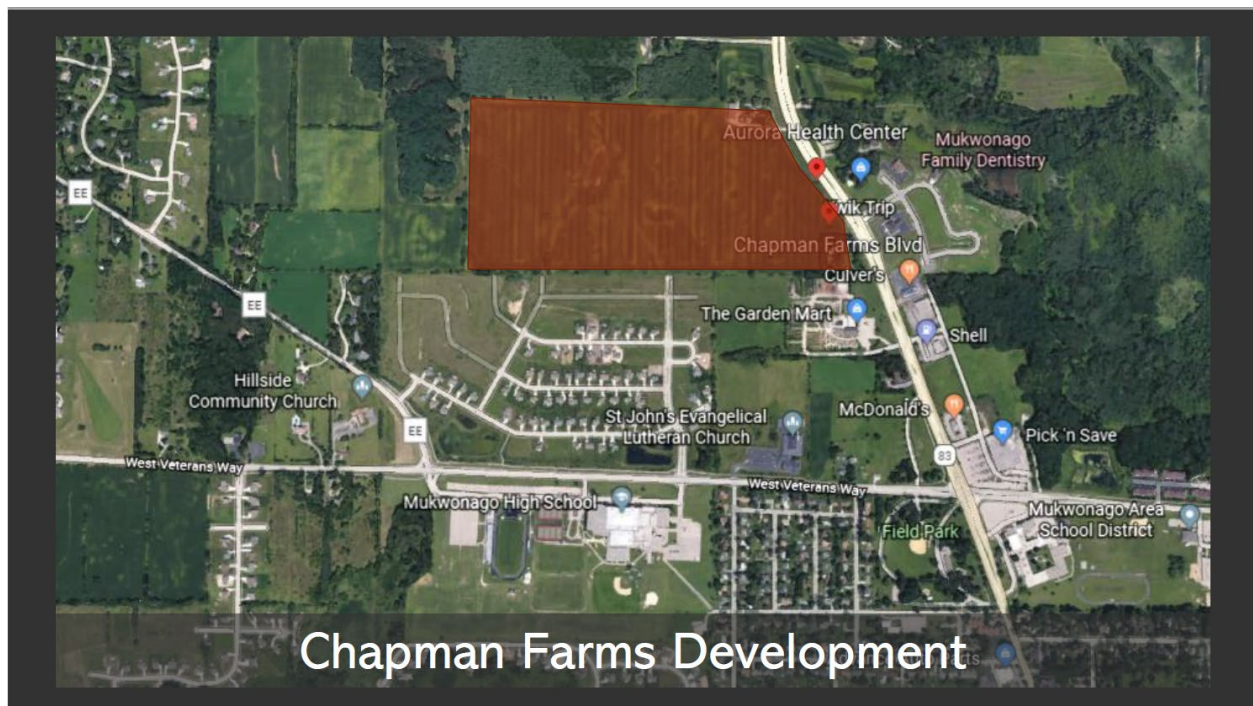 Aurora Health Center
Mukwonago
Family Dentistry
EE
Kwik Trip
Chapman Farms Blvd
Culver's
EE
The Garden Mart
Shell
Hillside
Community Church
McDonald's
St John's Evangelical
Lutheran Church
EE
Pick 'n Save
83
West Veterans Way
West Veterans Way
Mukwonago High School
Mukwonago Area
School District
Field Park
Chapman Farms Development